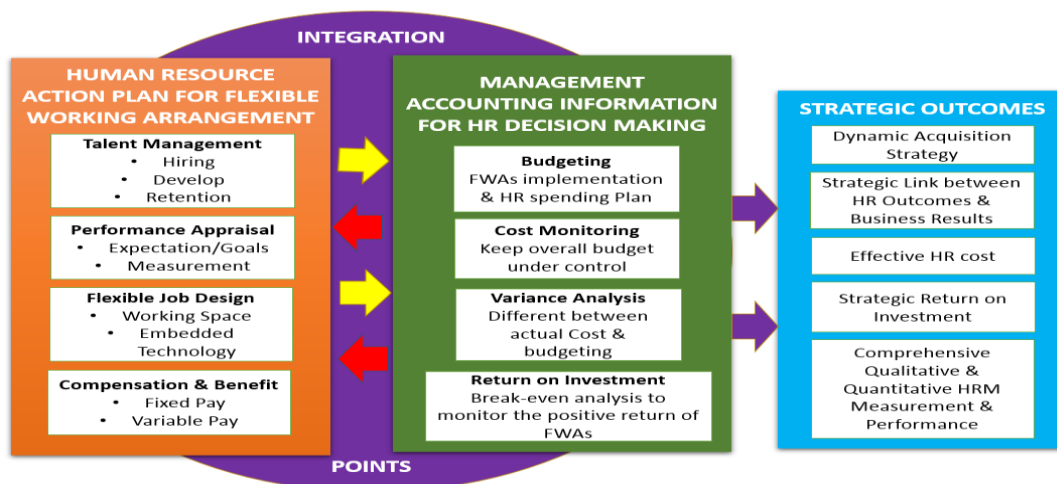 INTEGRATION
HUMAN RESOURCE
ACTION PLAN FOR FLEXIBLE
WORKING ARRANGEMENT
Talent Management
• Hiring
• Develop
• Retention
Performance Appraisal
• Expectation/Goals
• Measurement
Flexible Job Design
• Working Space
• Embedded
Technology
Compensation & Benefit
• Fixed Pay
• Variable Pay
MANAGEMENT
ACCOUNTING INFORMATION
FOR HR DECISION MAKING
Budgeting
FWAs implementation
& HR spending Plan
Cost Monitoring
Keep overall budget
under control
Variance Analysis
Different between
actual Cost &
budgeting
Return on Investment
Break-even analysis to
monitor the positive return of
FWAs
STRATEGIC OUTCOMES
Dynamic Acquisition
Strategy
Strategic Link between
HR Outcomes &
Business Results
Effective HR cost
Strategic Return on
Investment
Comprehensive
Qualitative &
Quantitative HRM
Measurement &
Performance
POINTS